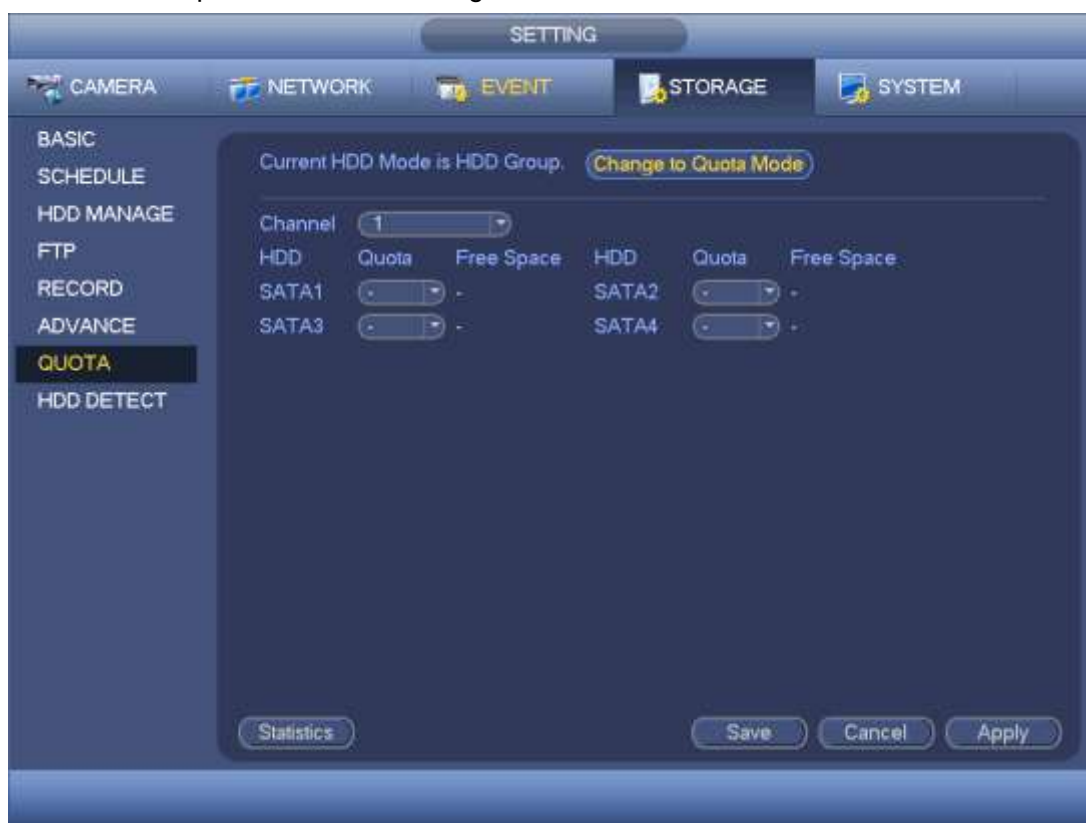 SETTING
CAMERA NETWORK EVENT STORAGE SYSTEM
BASIC
SCHEDULE
HDD MANAGE
FTP
RECORD
ADVANCE
QUOTA
HDD DETECT
Current HDD Mode is HDD Group. Change to Quota Mode
Channel 1
HDD Quota Free Space HDD Quota Free Space
SATA1 - - SATA2 - -
SATA3 - - SATA4 - -
Statistics Save Cancel Apply